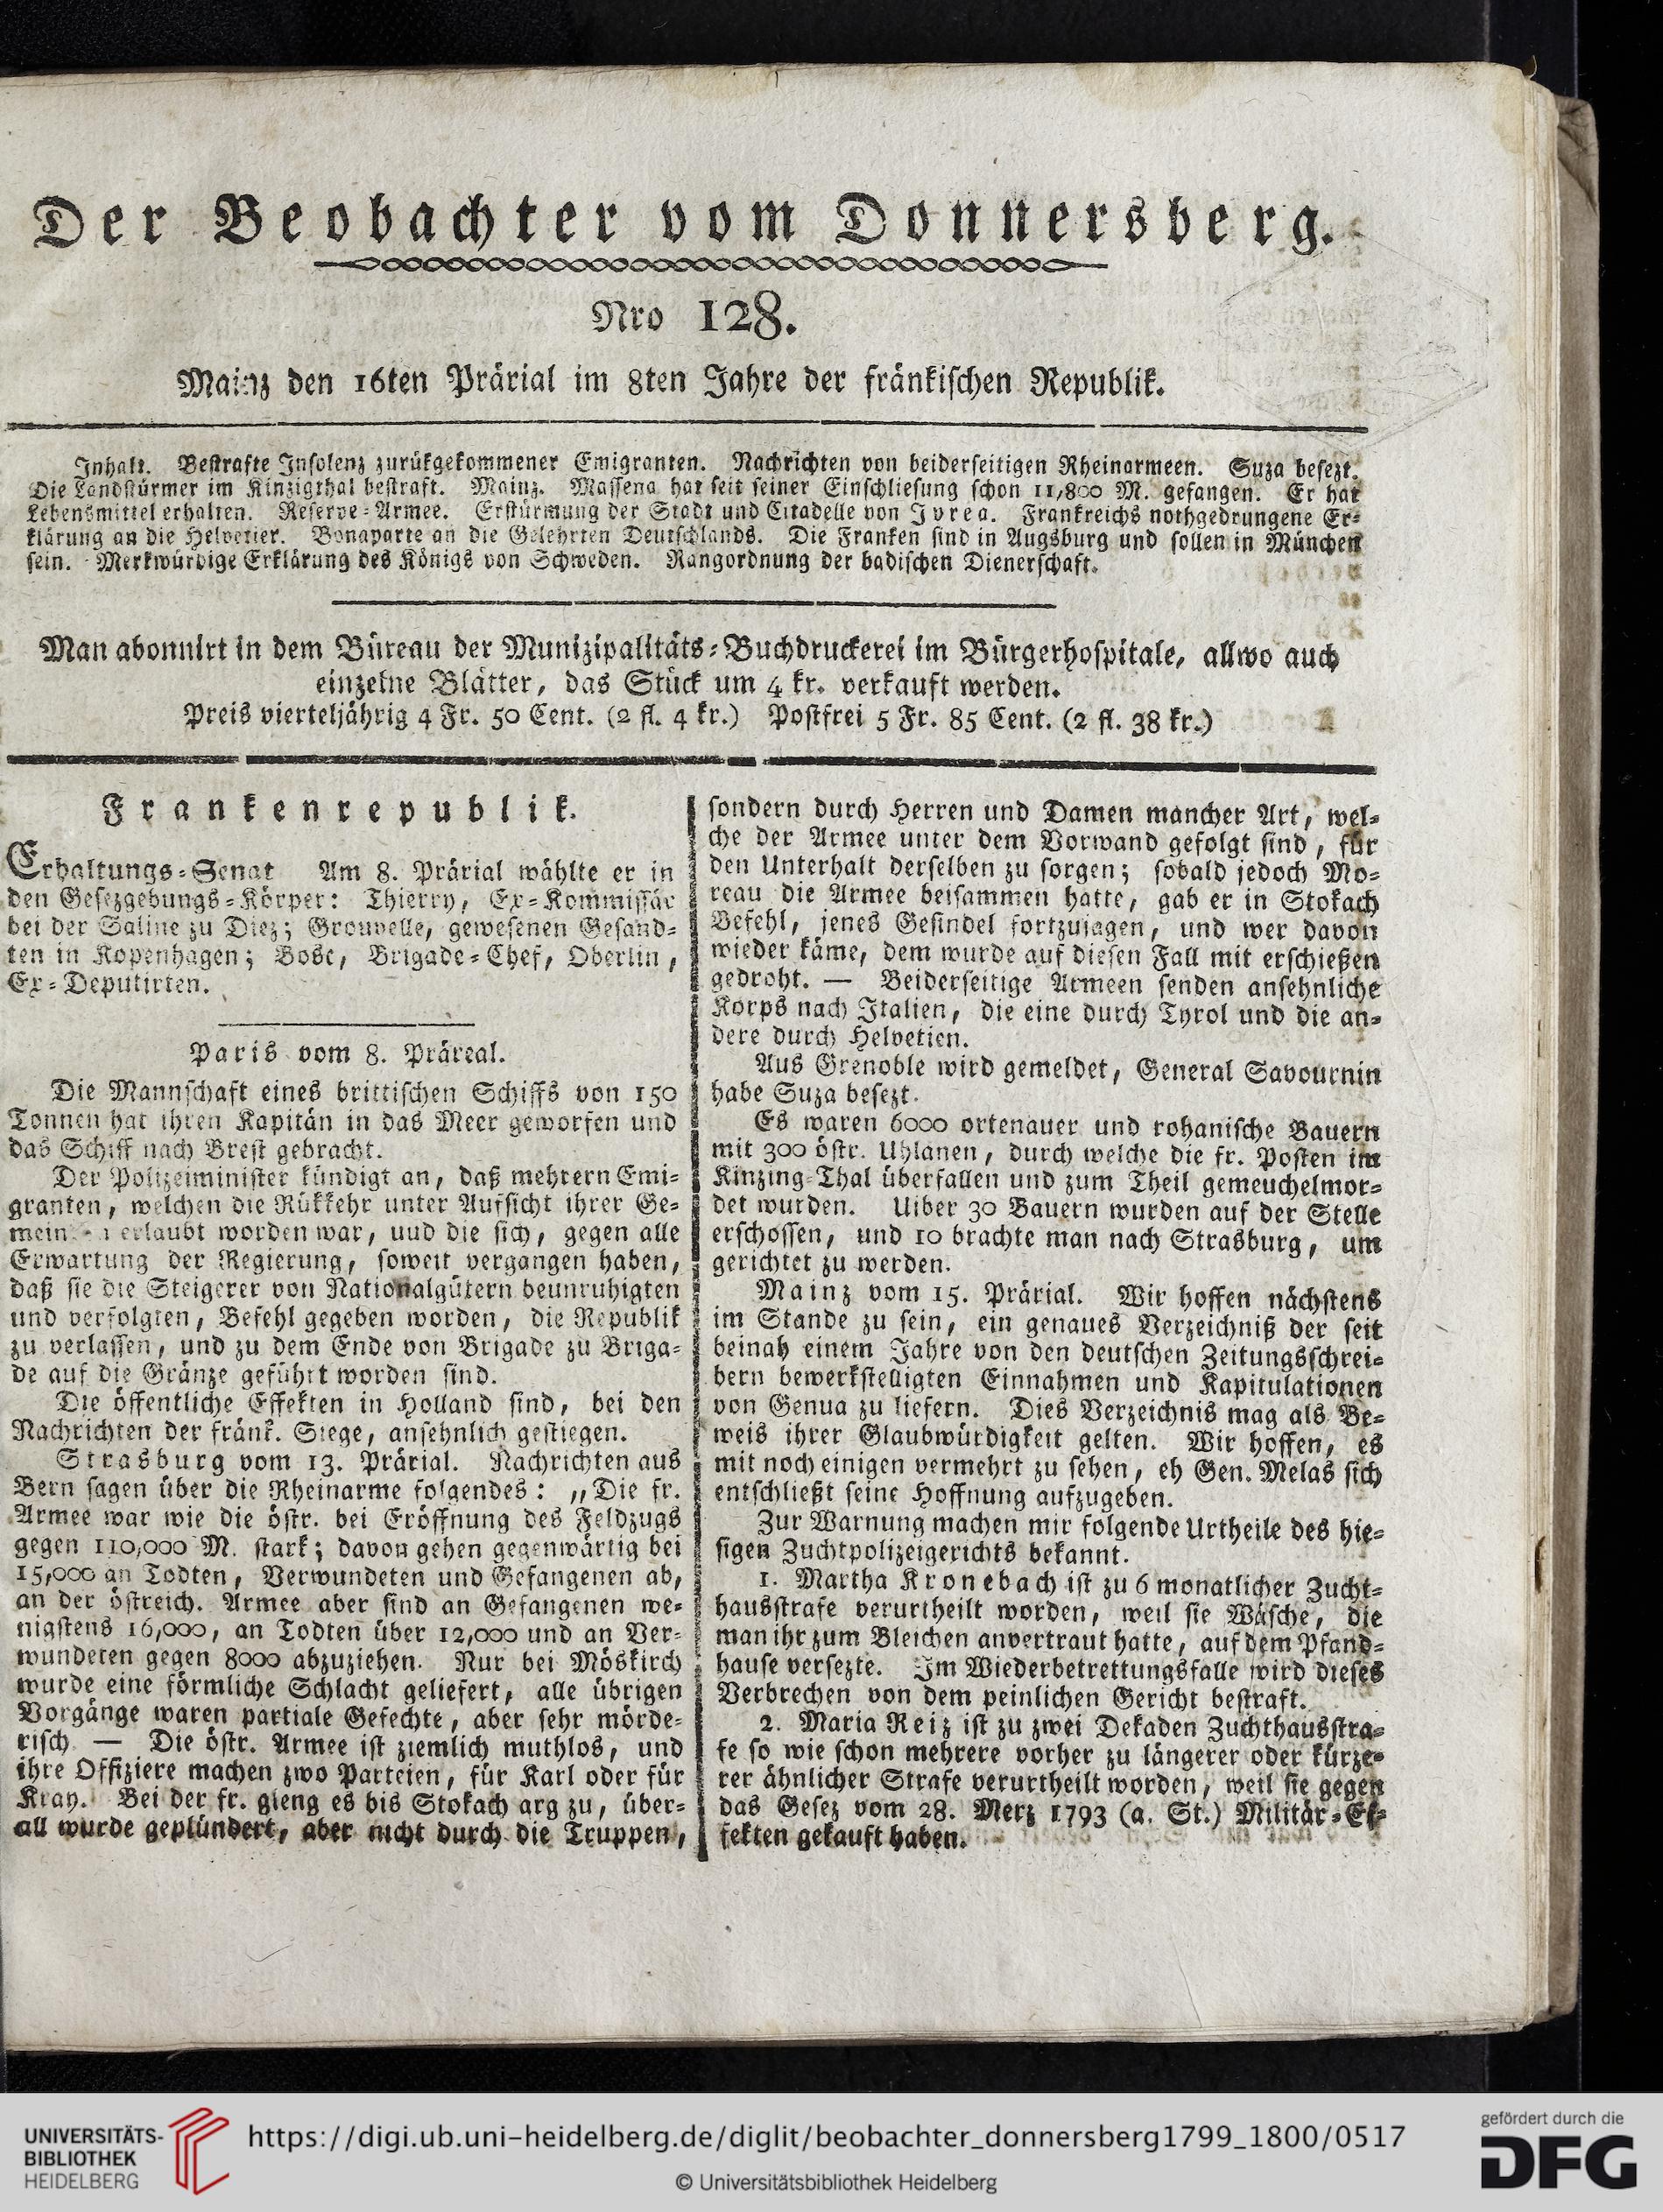 Der Beobachter vom Donnersberg.
Nro 128.
Mainz den 16ten Prärial im 8ten Jahre der fränkischen Republik.
Inhalt. Bestrafte Insolenz zurükgekommener Emigranten. Nachrichten von beiderseitigen Rheinarmeen. Suza besezt.
Die Landstürmer im Kinzigthal bestraft. Mainz. Massena hat seit seiner Einschliesung schon 11,800 M. gefangen. Er hat
Lebensmittel erhalten. Reserve-Armee. Erstürmung der Stadt und Citadelle von Jvrea. Frankreichs nothgedrungene Er-
klärung an die Helvetier. Bonaparte an die Gelehrten Deutschlands. Die Franken sind in Augsburg und sollen in München
sein. Merkwürdige Erklärung des Königs von Schweden. Rangordnung der badischen Dienerschaft.
Man abonnirt in dem Büreau der Munizipalitäts-Buchdruckerei im Bürgerhospitale, allwo auch
einzelne Blätter, das Stück um 4 kr. verkauft werden.
Preis vierteljährig 4 Fr. 50 Cent. (2 fl. 4 kr.) Postfrei 5 Fr. 85 Cent. (2 fl. 38 kr.)
Frankenrepublik.
Erhaltungs-Senat Am 8. Prärial wählte er in
den Gesezgebungs-Körper: Thierry, Ex-Kommissär
bei der Saline zu Diez; Grouvelle, gewesenen Gesand-
ten in Kopenhagen; Bosc, Brigade-Chef, Oberlin,
Ex-Deputirten.
Paris vom 8. Präreal.
Die Mannschaft eines brittischen Schiffs von 150
Tonnen hat ihren Kapitän in das Meer geworfen und
das Schiff nach Brest gebracht.
Der Polizeiminister kündigt an, daß mehrern Emi-
granten, welchen die Rükkehr unter Aufsicht ihrer Ge-
erlaubt worden war, uud die sich, gegen alle
Erwartung der Regierung, soweit vergangen haben,
daß sie die Steigerer von Nationalgütern beunruhigten
und verfolgten, Befehl gegeben worden, die Republik
zu verlassen, und zu dem Ende von Brigade zu Briga-
de auf die Gränze geführt worden sind.
Die öffentliche Effekten in Holland sind, bei den
Nachrichten der fränk. Siege, ansehnlich gestiegen.
Strasburg vom 13. Prärial. Nachrichten aus
Bern sagen über die Rheinarme folgendes: „Die fr.
Armee war wie die östr. bei Eröffnung des Feldzugs
gegen 110,000 M. stark; davon gehen gegenwärtig bei
15,000 an Todten, Verwundeten und Gefangenen ab,
an der östreich. Armee aber sind an Gefangenen we-
nigstens 16,000, an Todten über 12,000 und an Ver-
wundeten gegen 8000 abzuziehen. Nur bei Möskirch
wurde eine förmliche Schlacht geliefert, alle übrigen
Vorgänge waren partiale Gefechte, aber sehr mörde-
risch. — Die östr. Armee ist ziemlich muthlos, und
ihre Offiziere machen zwo Parteien, für Karl oder für
Kray. Bei der fr. gieng es bis Stokach arg zu, über-
all wurde geplündert, aber nicht durch die Truppen,
sondern durch Herren und Damen mancher Art, wel-
che der Armee unter dem Vorwand gefolgt sind, für
den Unterhalt derselben zu sorgen; sobald jedoch Mo-
reau die Armee beisammen hatte, gab er in Stokach
Befehl, jenes Gesindel fortzujagen, und wer davon
wieder käme, dem wurde auf diesen Fall mit erschießen
gedroht. — Beiderseitige Armeen senden ansehnliche
Korps nach Italien, die eine durch Tyrol und die an-
dere durch Helvetien.
Aus Grenoble wird gemeldet, General Savournin
habe Suza besezt.
Es waren 6000 ortenauer und rohanische Bauern
mit 300 östr. Uhlanen, durch welche die fr. Posten im
Kinzing-Thal überfallen und zum Theil gemeuchelmor-
det wurden. Uiber 30 Bauern wurden auf der Stelle
erschossen, und 10 brachte man nach Strasburg, um
gerichtet zu werden.
Mainz vom 15. Prärial. Wir hoffen nächstens
im Stande zu sein, ein genaues Verzeichniß der seit
beinah einem Jahre von den deutschen Zeitungsschrei-
bern bewerkstelligten Einnahmen und Kapitulationen
von Genua zu liefern. Dies Verzeichnis mag als Be-
weis ihrer Glaubwürdigkeit gelten. Wir hoffen, es
mit noch einigen vermehrt zu sehen, eh Gen. Melas sich
entschließt seine Hoffnung aufzugeben.
Zur Warnung machen mir folgende Urtheile des hie-
sigen Zuchtpolizeigerichts bekannt.
1. Martha Kronebach ist zu 6 monatlicher Zucht-
hausstrafe verurtheilt worden, weil sie Wäsche, die
man ihr zum Bleichen anvertraut hatte, auf dem Pfand-
hause versezte. Im Wiederbetrettungsfalle wird dieses
Verbrechen von dem peinlichen Gericht bestraft.
2. Maria Reiz ist zu zwei Dekaden Zuchthausstra-
fe so wie schon mehrere vorher zu längerer oder kürze-
rer ähnlicher Strafe verurtheilt worden, weil sie gegen
das Gesez vom 28. Merz 1793 (a. St.) Militär-Ef-
fekten gekauft haben.
UNIVERSITÄTS-
BIBLIOTHEK
HEIDELBERG
https://digi.ub.uni-heidelberg.de/diglit/beobachter_donnersberg1799_1800/0517
© Universitätsbibliothek Heidelberg
gefördert durch die
DFG